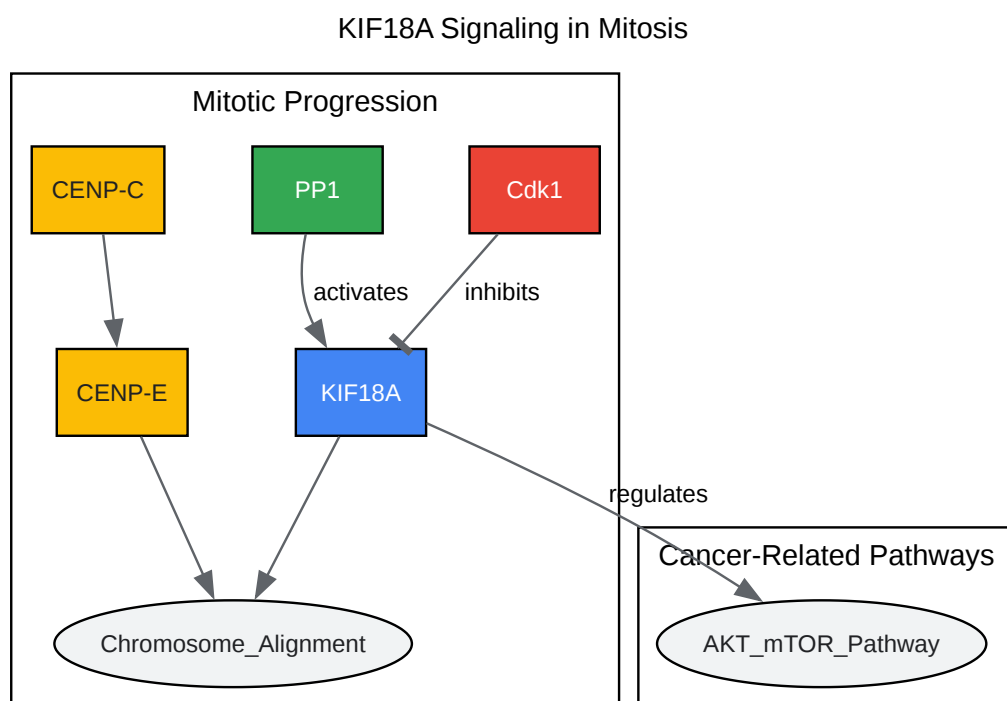 KIF18A Signaling in Mitosis
Mitotic Progression
CENP-C
PP1
Cdk1
activates
inhibits
CENP-E
KIF18A
regulates
Cancer-Related Pathways
Chromosome_Alignment
AKT_mTOR_Pathway